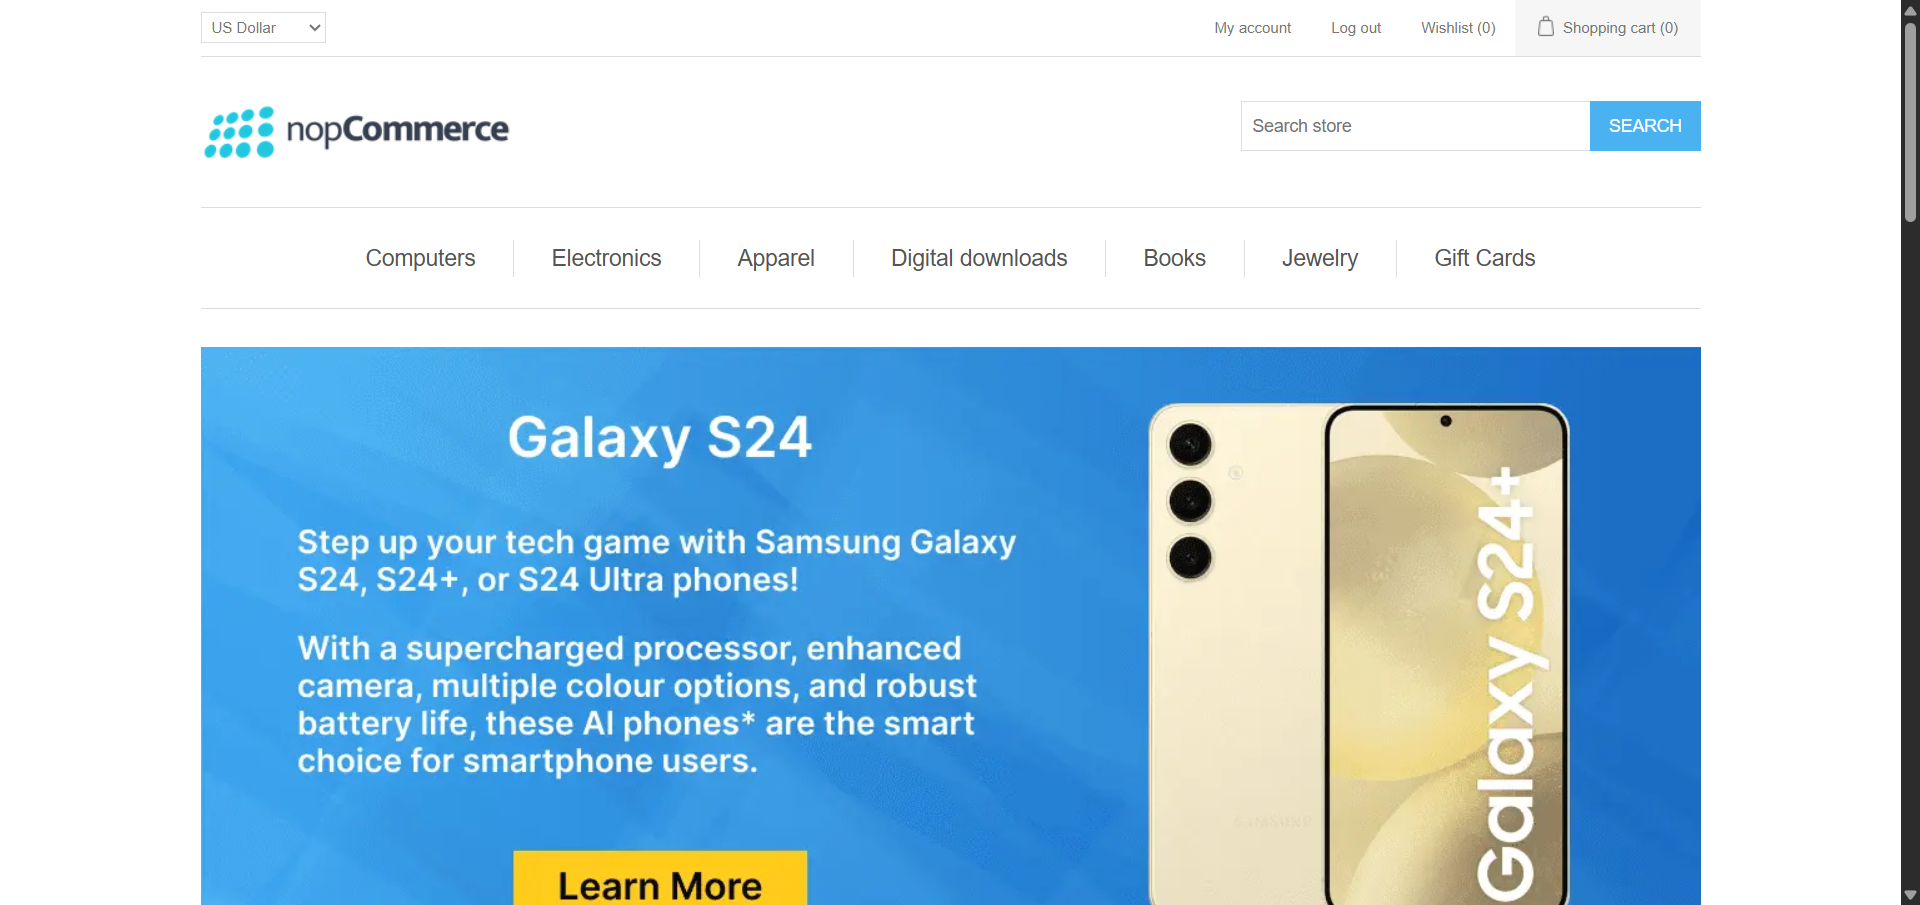 US Dollar
My account
Log out
Wishlist (0)
Shopping cart (0)
nopCommerce
Search store
SEARCH
Computers
Electronics
Apparel
Digital downloads
Books
Jewelry
Gift Cards
Galaxy S24
Step up your tech game with Samsung Galaxy
S24, S24+, or S24 Ultra phones!
With a supercharged processor, enhanced
camera, multiple colour options, and robust
battery life, these AI phones* are the smart
choice for smartphone users.
Learn More
SAMSUNG
Galaxy S24+